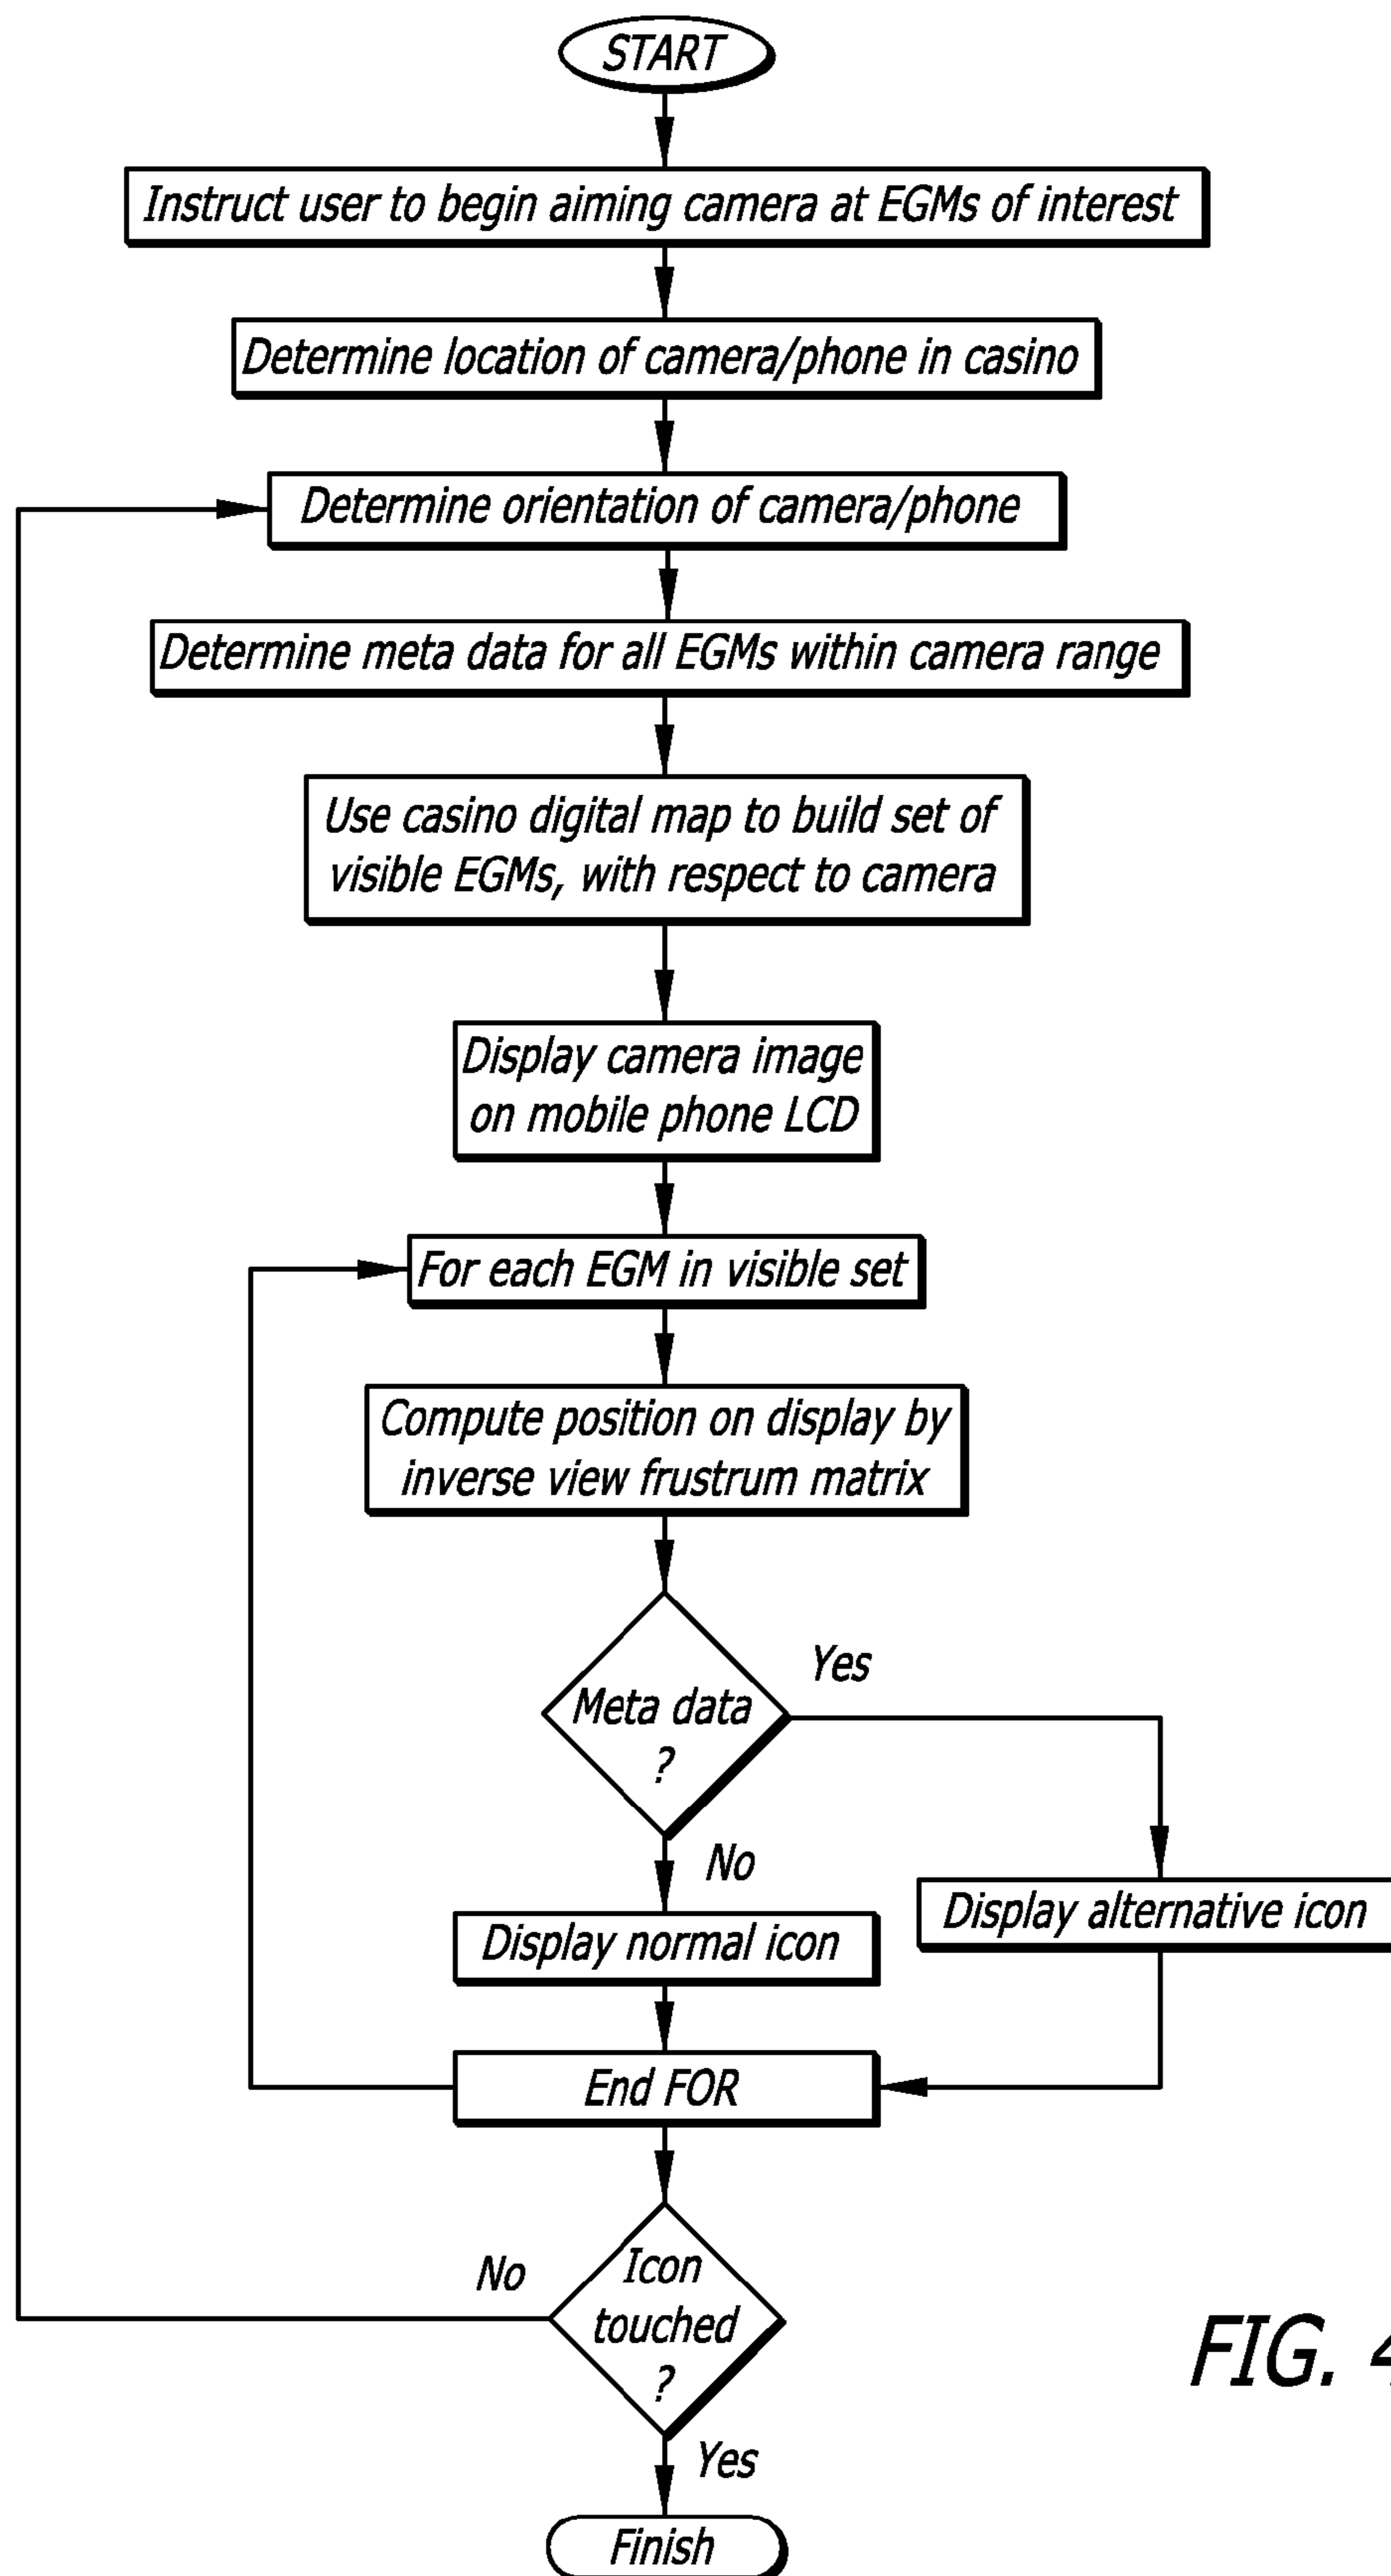 START
Instruct user to begin aiming camera at EGMs of interest
Determine location of camera/phone in casino
Determine orientation of camera/phone
Determine meta data for all EGMs within camera range
Use casino digital map to build set of
visible EGMs, with respect to camera
Display camera image
on mobile phone LCD
For each EGM in visible set
Compute position on display by
inverse view frustrum matrix
Meta data
?
Yes
No
Display normal icon
Display alternative icon
End FOR
Icon
touched
?
No
Yes
Finish
FIG. 4